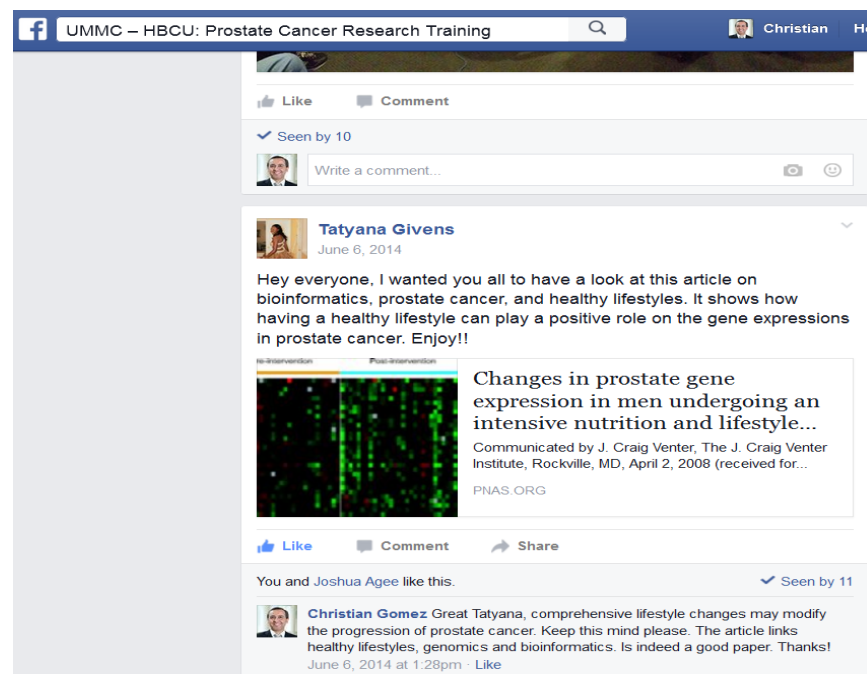 f
UMMC – HBCU: Prostate Cancer Research Training
Christian
Like Comment
Seen by 10
Write a comment...
Tatyana Givens
June 6, 2014
Hey everyone, I wanted you all to have a look at this article on
bioinformatics, prostate cancer, and healthy lifestyles. It shows how
having a healthy lifestyle can play a positive role on the gene expressions
in prostate cancer. Enjoy!!
Post-intervention
Changes in prostate gene
expression in men undergoing an
intensive nutrition and lifestyle...
Communicated by J. Craig Venter, The J. Craig Venter
Institute, Rockville, MD, April 2, 2008 (received for...
PNAS.ORG
Like Comment Share
You and Joshua Agee like this.
Seen by 11
Christian Gomez Great Tatyana, comprehensive lifestyle changes may modify
the progression of prostate cancer. Keep this mind please. The article links
healthy lifestyles, genomics and bioinformatics. Is indeed a good paper. Thanks!
June 6, 2014 at 1:28pm · Like